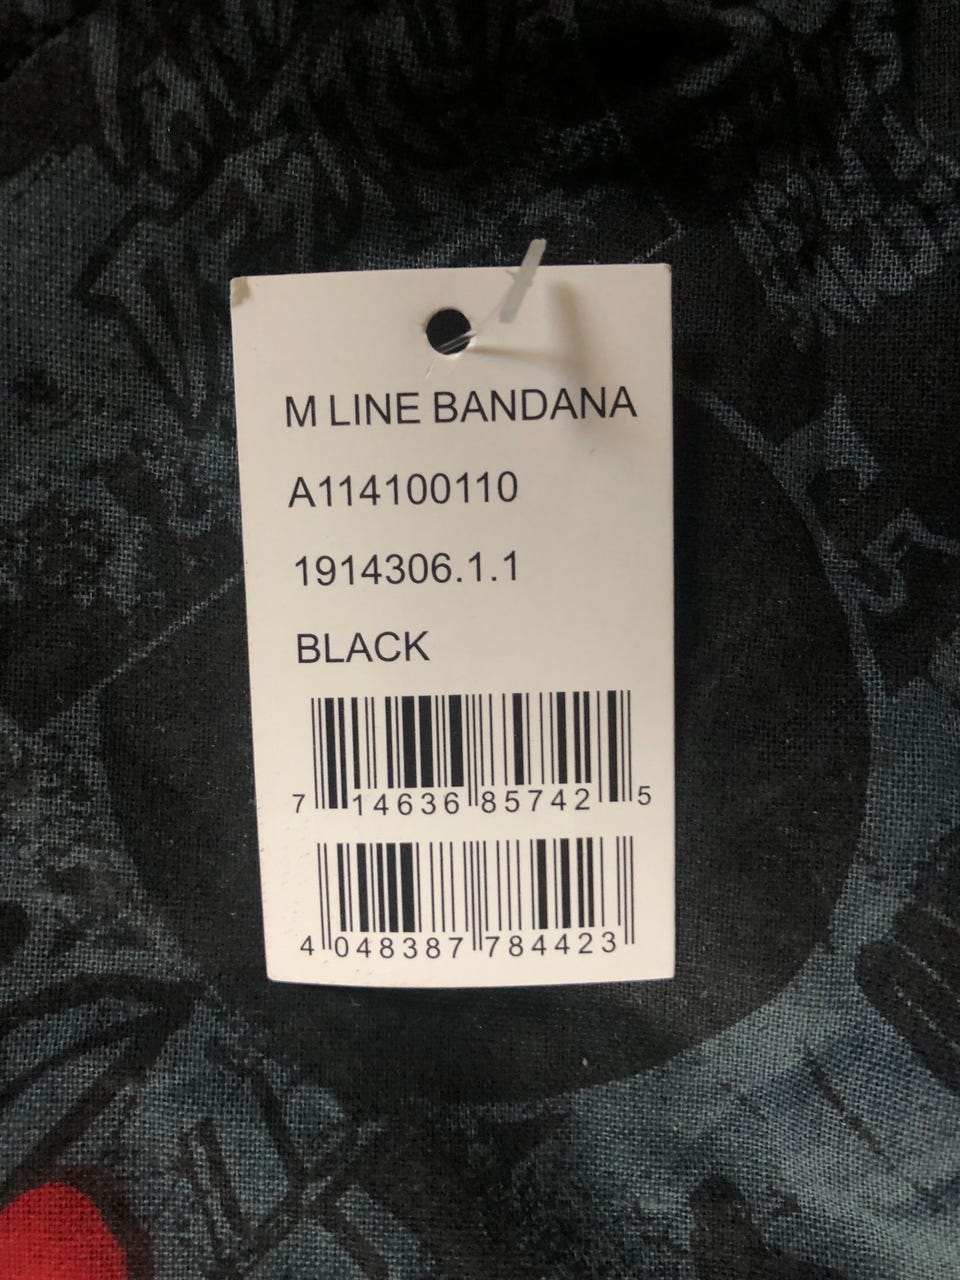 M LINE BANDANA
A114100110
1914306.1.1
BLACK
7 14636 85742 5
4 048387 784423